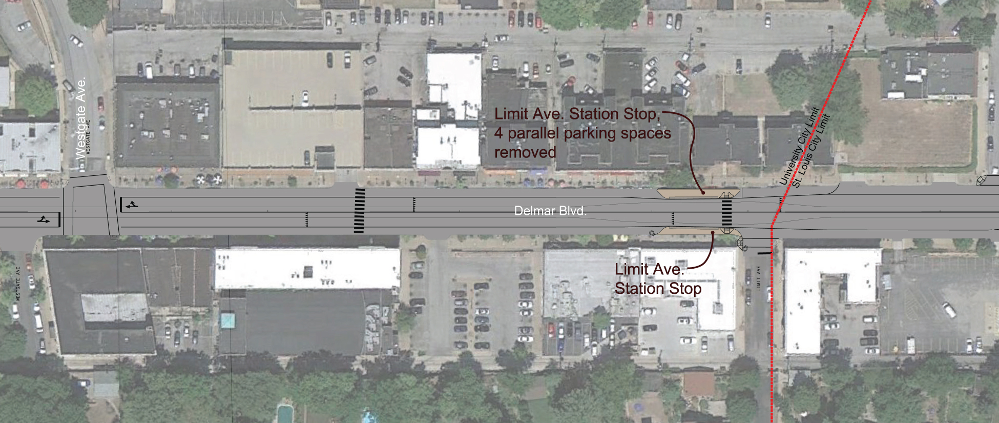 Westgate Ave.
WESTGATE AVE
Limit Ave. Station Stop,
4 parallel parking spaces
removed
University City Limit
St. Louis City Limit
Delmar Blvd.
Limit Ave.
Station Stop
WESTGATE AVE
LIMIT AVE